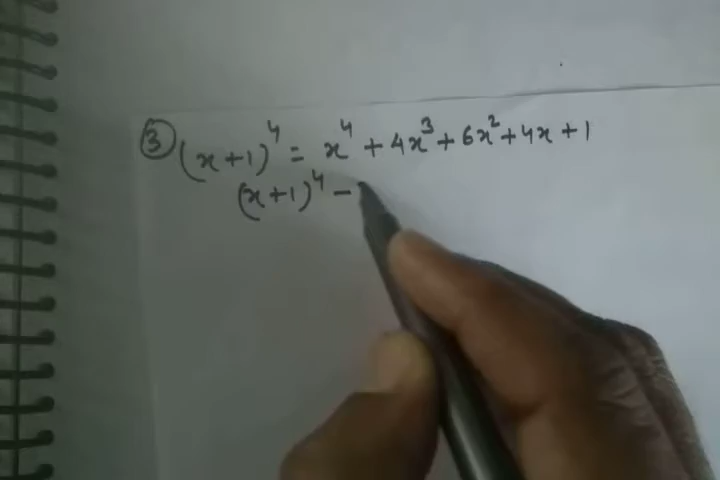 ③ (x+1)⁴ = x⁴ + 4x³ + 6x² + 4x + 1
(x+1)⁴ -